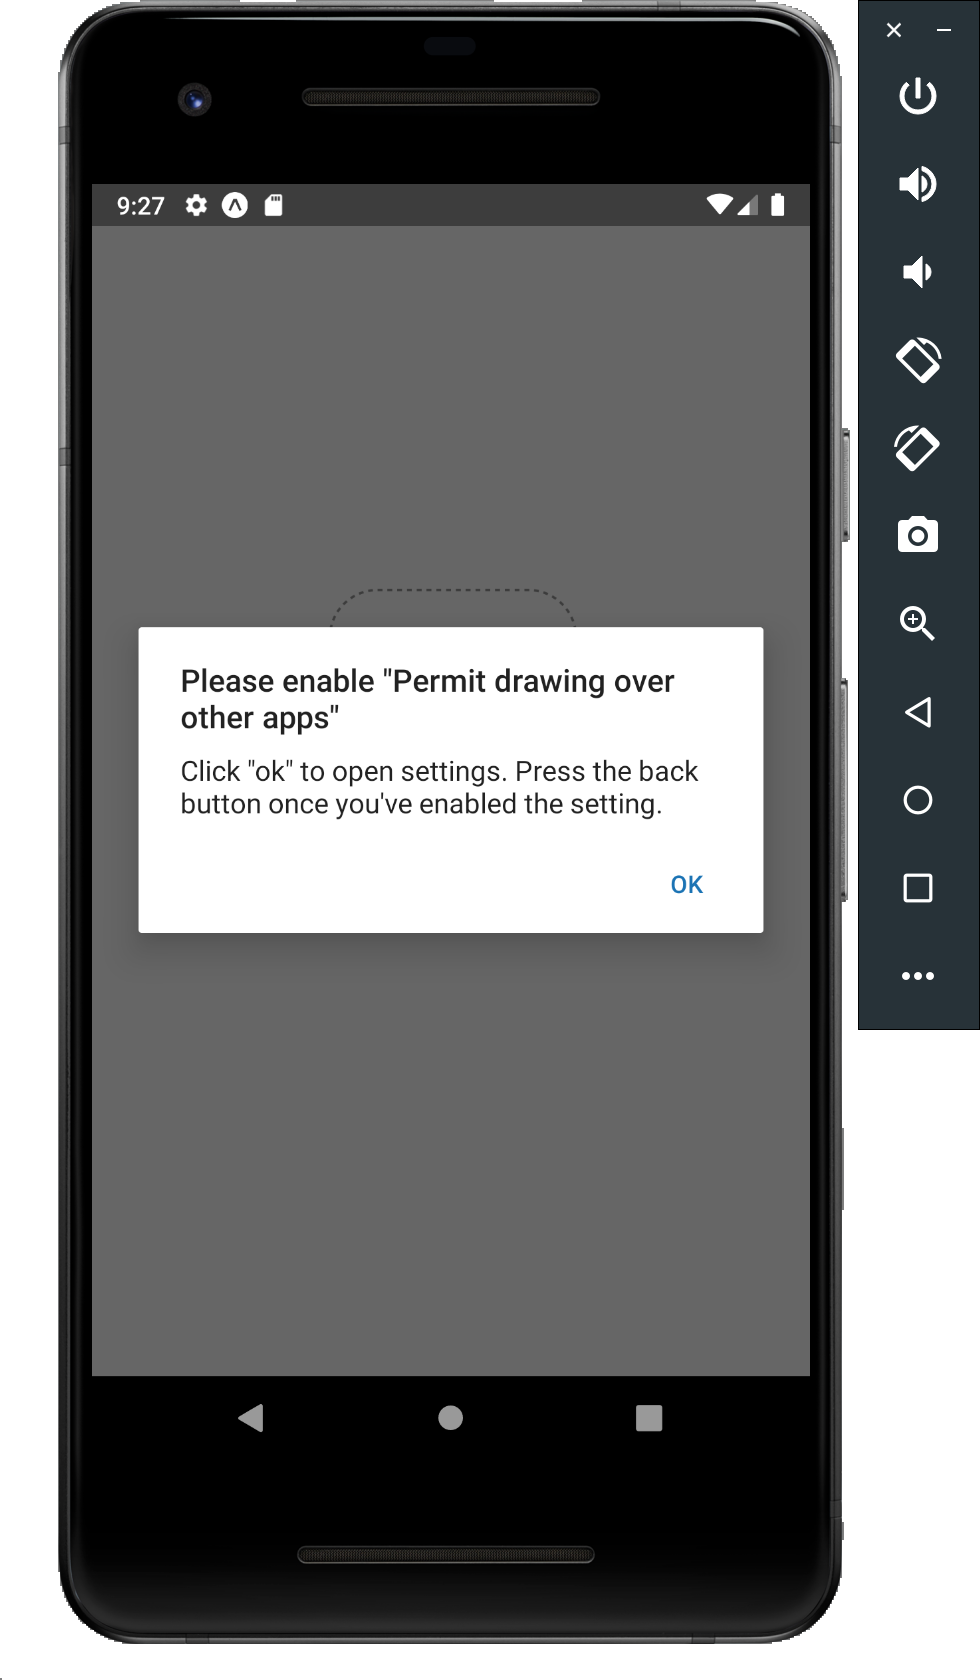 9:27
Please enable "Permit drawing over
other apps"
Click "ok" to open settings. Press the back
button once you've enabled the setting.
OK